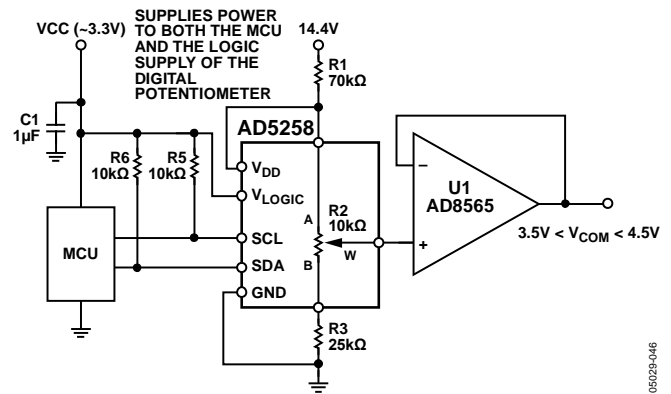 SUPPLIES POWER
TO BOTH THE MCU
AND THE LOGIC
SUPPLY OF THE
DIGITAL
POTENTIOMETER
VCC (~3.3V)
14.4V
R1
70kΩ
C1
1µF
R6
10kΩ
R5
10kΩ
AD5258
VDD
VLOGIC
SCL
SDA
GND
MCU
A
R2
10kΩ
W
B
R3
25kΩ
–
+
U1
AD8565
3.5V < VCOM < 4.5V
05029-046